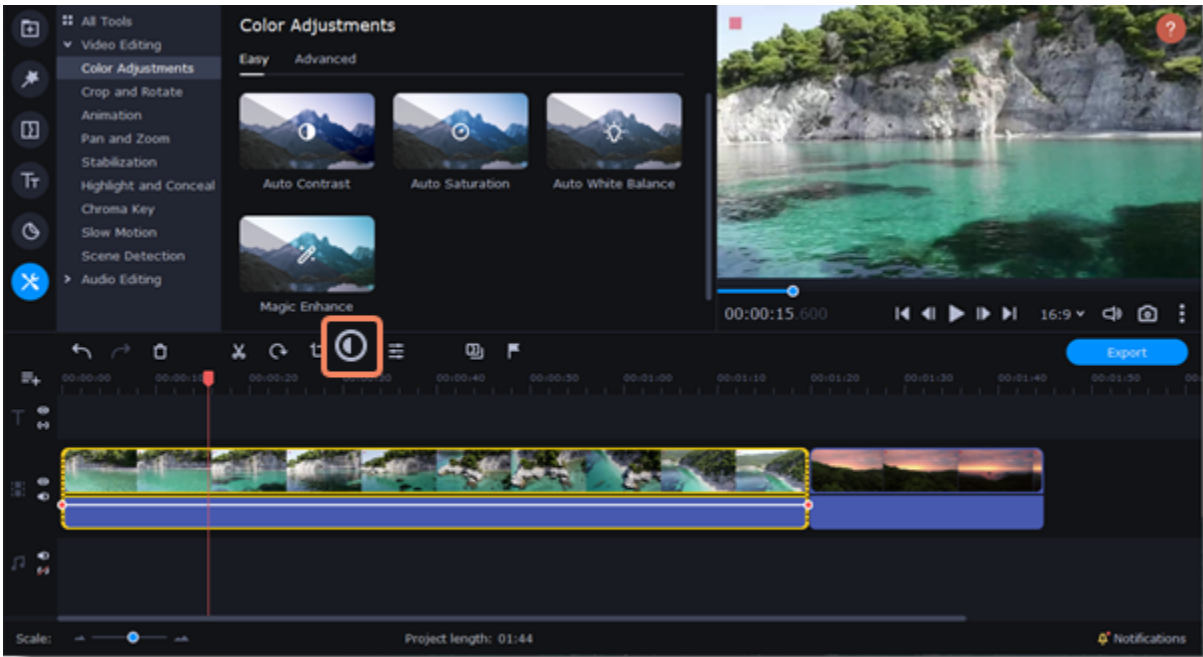 All Tools
Video Editing
Color Adjustments
Crop and Rotate
Animation
Pan and Zoom
Stabilization
Highlight and Conceal
Chroma Key
Slow Motion
Scene Detection
Audio Editing
Color Adjustments
Easy Advanced
Auto Contrast Auto Saturation Auto White Balance
Magic Enhance
?
00:00:15.600
16:9
Export
00:00:00 00:00:20 00:00:40 00:00:50 00:01:00 00:01:10 00:01:20 00:01:30 00:01:40 00:01:50
Scale:
Project length: 01:44
Notifications